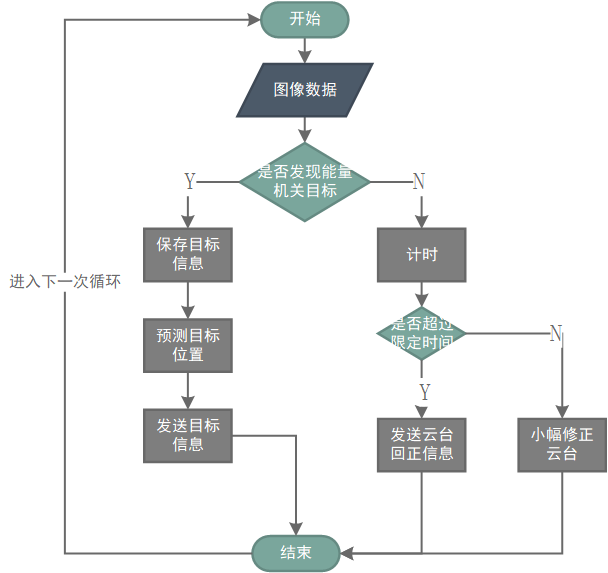 开始
图像数据
是否发现能量
机关目标
Y
N
保存目标
信息
计时
进入下一次循环
预测目标
位置
是否超过
限定时间
N
Y
发送目标
信息
发送云台
回正信息
小幅修正
云台
结束